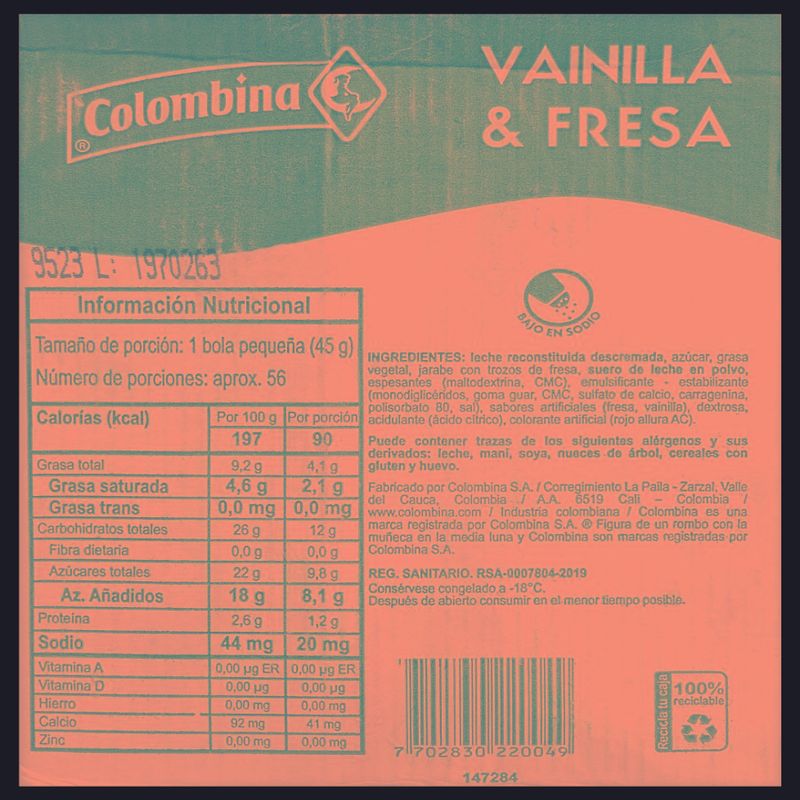 Colombina
®
VAINILLA
& FRESA
9523 L: 1970263
BAJO EN SODIO
Información Nutricional
Tamaño de porción: 1 bola pequeña (45 g)
Número de porciones: aprox. 56
Calorías (kcal) Por 100 g Por porción
197 90
Grasa total 9,2 g 4,1 g
Grasa saturada 4,6 g 2,1 g
Grasa trans 0,0 mg 0,0 mg
Carbohidratos totales 26 g 12 g
Fibra dietaria 0,0 g 0,0 g
Azúcares totales 22 g 9,8 g
Az. Añadidos 18 g 8,1 g
Proteína 2,6 g 1,2 g
Sodio 44 mg 20 mg
Vitamina A 0,00 µg ER 0,00 µg ER
Vitamina D 0,00 µg 0,00 µg
Hierro 0,00 mg 0,00 mg
Calcio 92 mg 41 mg
Zinc 0,00 mg 0,00 mg
INGREDIENTES: leche reconstituida descremada, azúcar, grasa
vegetal, jarabe con trozos de fresa, suero de leche en polvo,
espesantes (maltodextrina, CMC), emulsificante - estabilizante
(monodiglicéridos, goma guar, CMC, sulfato de calcio, carragenina,
polisorbato 80, sal), sabores artificiales (fresa, vainilla), dextrosa,
acidulante (ácido cítrico), colorante artificial (rojo allura AC).
Puede contener trazas de los siguientes alérgenos y sus
derivados: leche, maní, soya, nueces de árbol, cereales con
gluten y huevo.
Fabricado por Colombina S.A. / Corregimiento La Paila - Zarzal, Valle
del Cauca, Colombia / A.A. 6519 Cali – Colombia /
www.colombina.com / Industria colombiana / Colombina es una
marca registrada por Colombina S.A. ® Figura de un rombo con la
muñeca en la media luna y Colombina son marcas registradas por
Colombina S.A.
REG. SANITARIO. RSA-0007804-2019
Consérvese congelado a -18°C.
Después de abierto consumir en el menor tiempo posible.
7 702830 220049
147284
Recicla tu caja
100%
reciclable